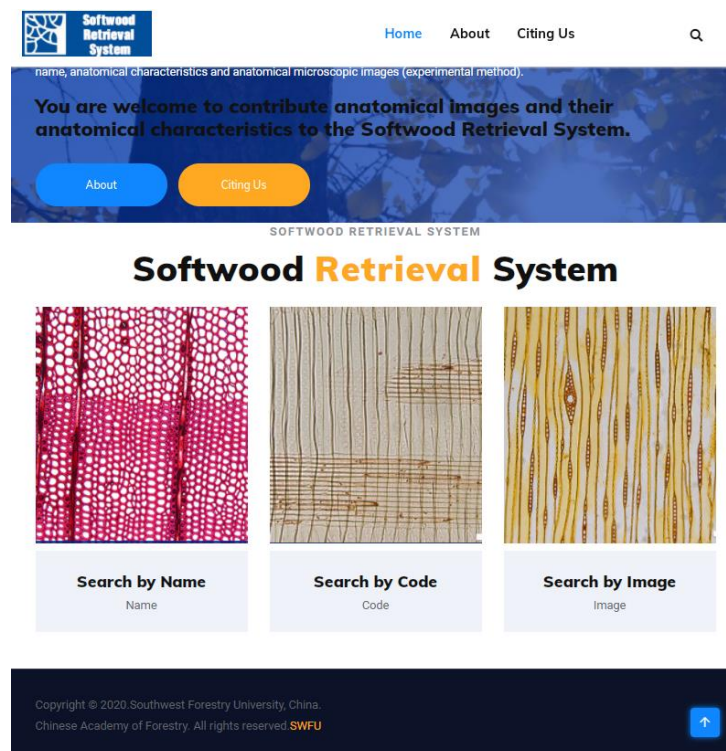 Softwood
Retrieval
System
Home About Citing Us
name, anatomical characteristics and anatomical microscopic images (experimental method).
You are welcome to contribute anatomical images and their
anatomical characteristics to the Softwood Retrieval System.
About Citing Us
SOFTWOOD RETRIEVAL SYSTEM
Softwood Retrieval System
Search by Name
Name
Search by Code
Code
Search by Image
Image
Copyright © 2020.Southwest Forestry University, China.
Chinese Academy of Forestry. All rights reserved.SWFU